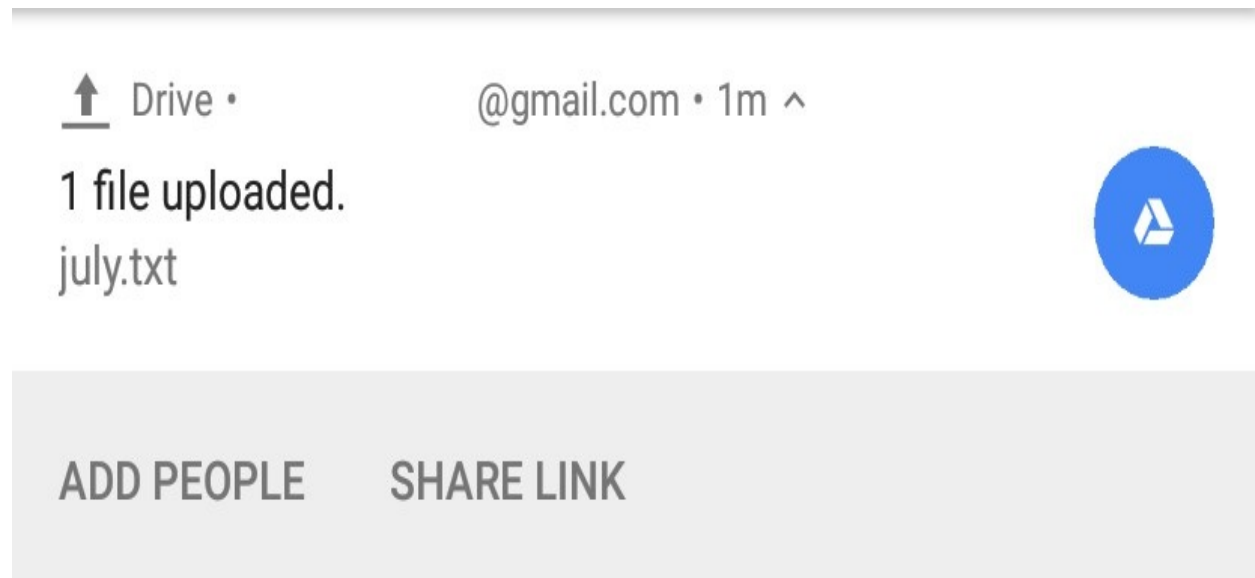 Drive • @gmail.com • 1m
1 file uploaded.
july.txt
ADD PEOPLE SHARE LINK